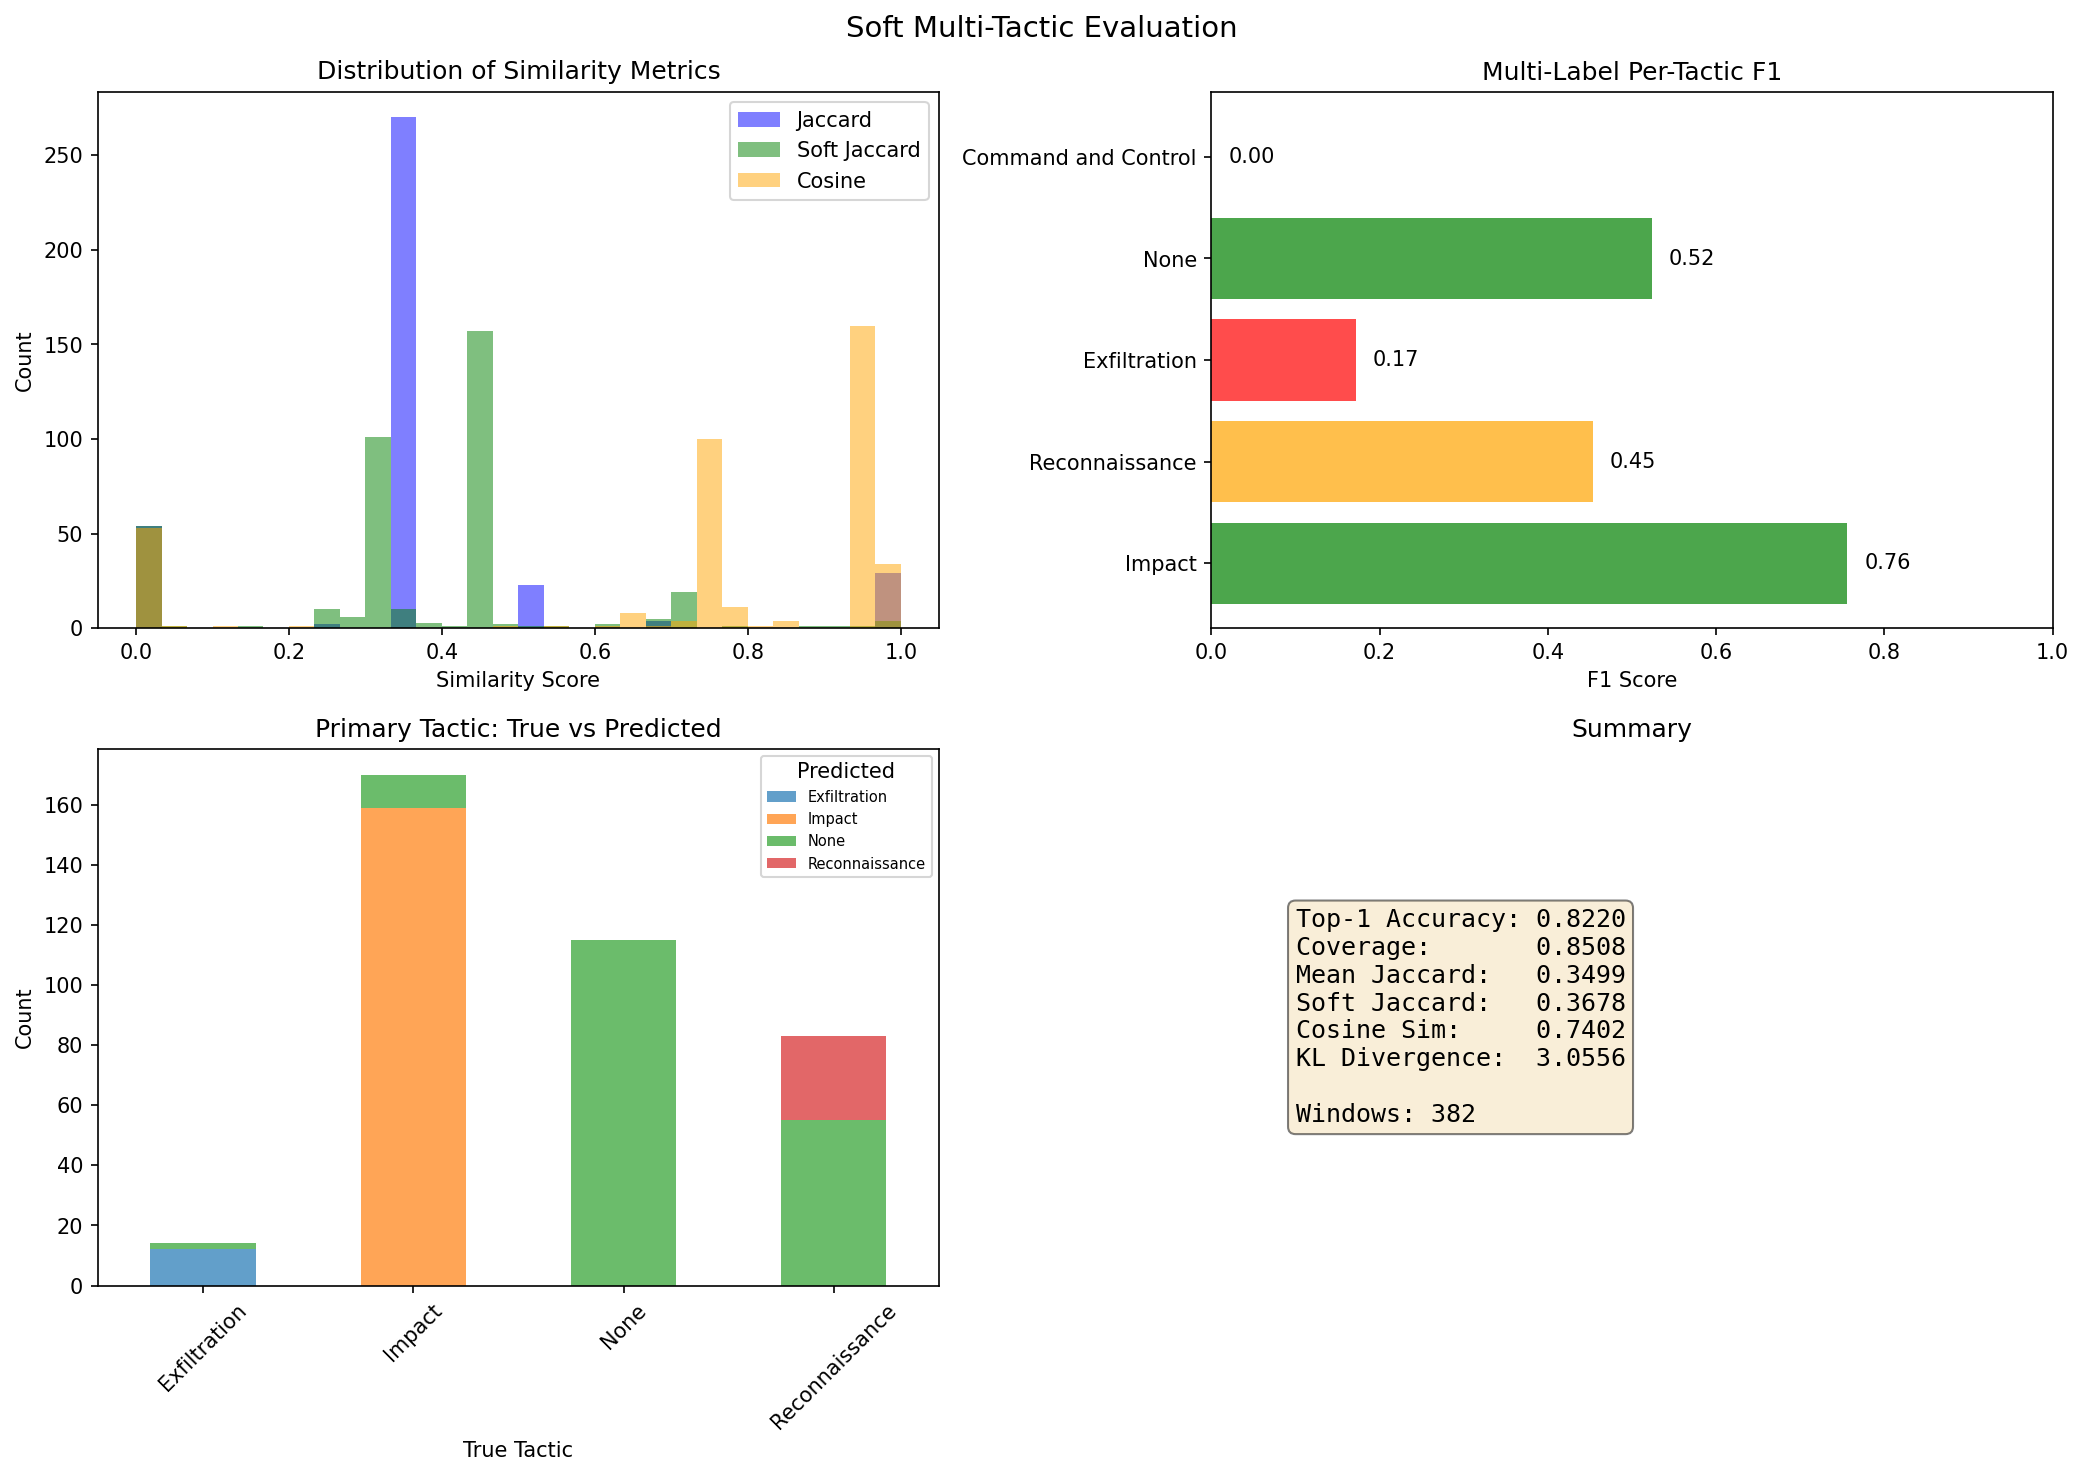 Soft Multi-Tactic Evaluation
Distribution of Similarity Metrics
Count
250
200
150
100
50
0
0.0 0.2 0.4 0.6 0.8 1.0
Similarity Score
Jaccard
Soft Jaccard
Cosine
Multi-Label Per-Tactic F1
Command and Control 0.00
None 0.52
Exfiltration 0.17
Reconnaissance 0.45
Impact 0.76
0.0 0.2 0.4 0.6 0.8 1.0
F1 Score
Primary Tactic: True vs Predicted
Count
160
140
120
100
80
60
40
20
0
Predicted
Exfiltration
Impact
None
Reconnaissance
Exfiltration
Impact
None
Reconnaissance
True Tactic
Summary
Top-1 Accuracy: 0.8220
Coverage: 0.8508
Mean Jaccard: 0.3499
Soft Jaccard: 0.3678
Cosine Sim: 0.7402
KL Divergence: 3.0556
Windows: 382